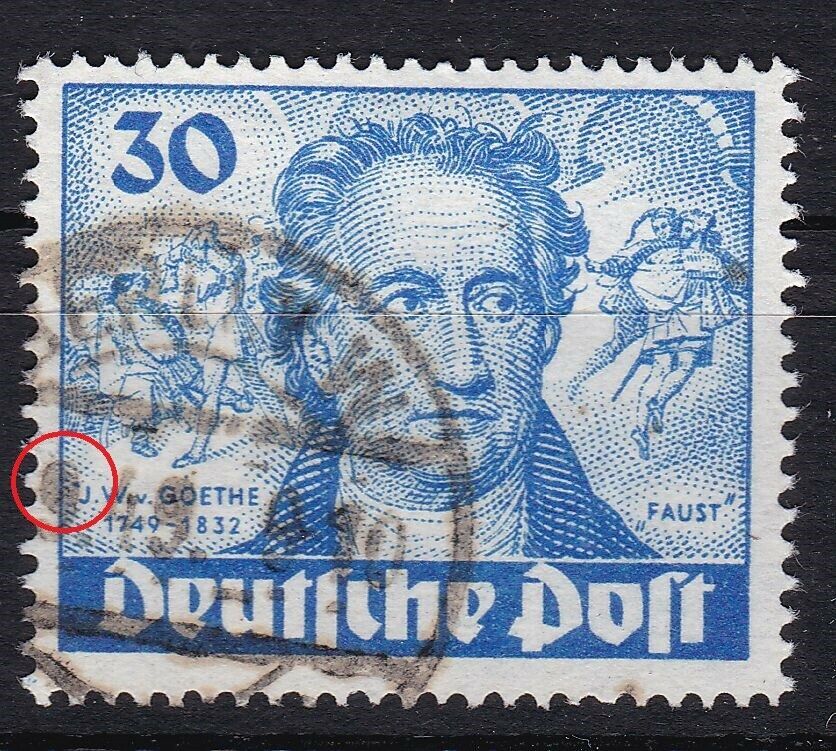 30
J. W. v. GOETHE
1749-1832
„FAUST“
Deutsche Post